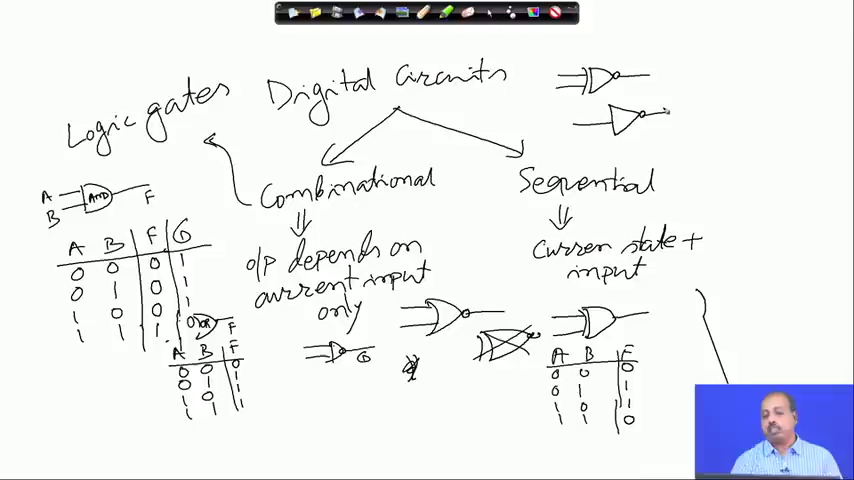 Digital Circuits
Logic gates
Combinational
Sequential
A
AND
F
B
o/p depends on
current input
only
Curren state +
input
A B F G
0 0 0 1
0 1 0 1
1 0 0 1
1 1 1
OR F
A B F
0 0 0
0 1 1
1 0 1
1 1 1
G
A B F
0 0 0
0 1 1
1 0 1
1 1 0